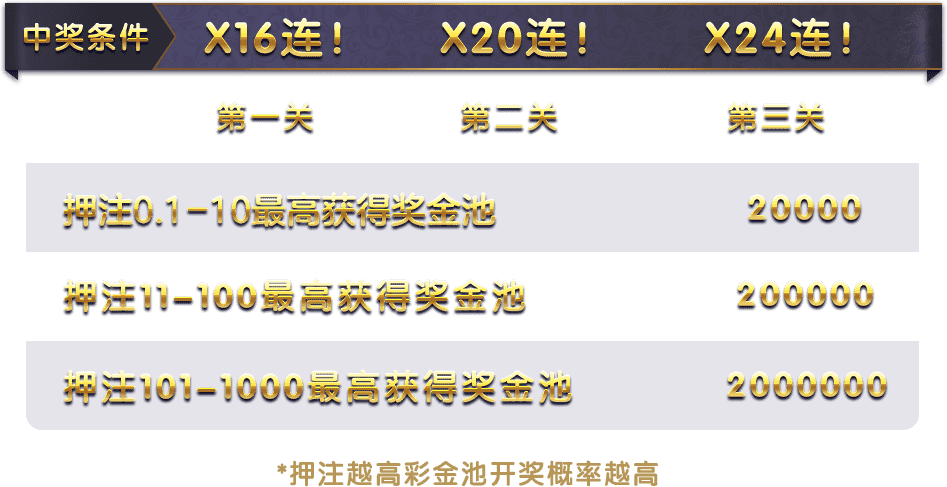 中奖条件 X16连! X20连! X24连!
第一关 第二关 第三关
押注0.1-10最高获得奖金池 20000
押注11-100最高获得奖金池 200000
押注101-1000最高获得奖金池 2000000
*押注越高彩金池开奖概率越高